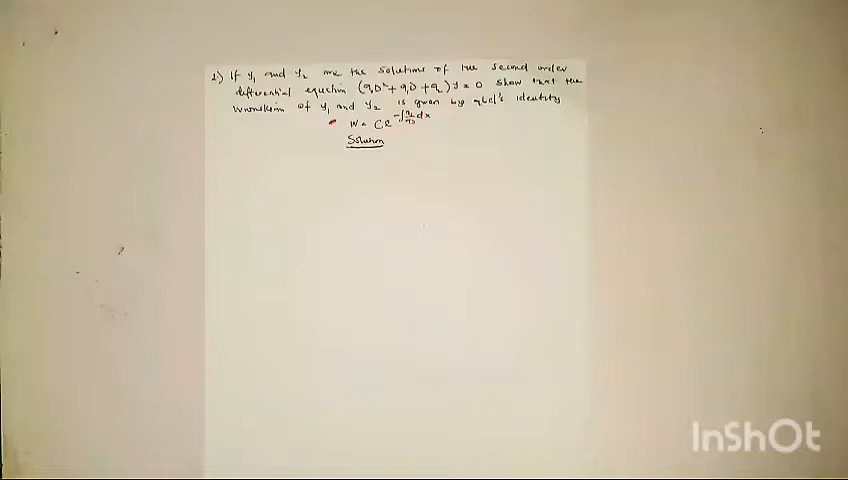 2) If y₁ and y₂ are the solutions of the second order
differential equation (a₀D²+ a₁D +a₂) y = 0 show that the
wronskian of y₁ and y₂ is given by abel's identity
W = Ce^{-∫a₁/a₀ dx}
Solution
InShOt